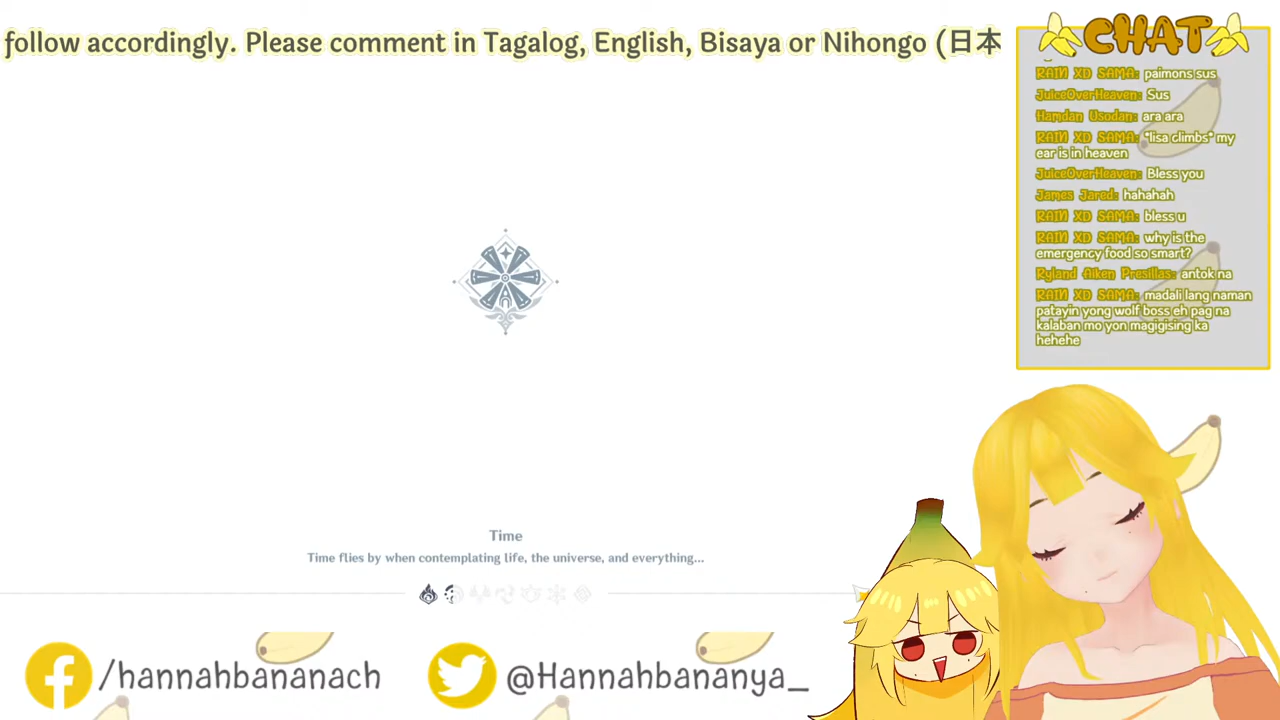 follow accordingly. Please comment in Tagalog, English, Bisaya or Nihongo (日本
CHAT
RAIN XD SAMA: paimons sus
JuiceOverHeaven: Sus
Hamdan Usodan: ara ara
RAIN XD SAMA: *lisa climbs* my
ear is in heaven
JuiceOverHeaven: Bless you
James Jared: hahahah
RAIN XD SAMA: bless u
RAIN XD SAMA: why is the
emergency food so smart?
Ryland Aiken Presillas: antok na
RAIN XD SAMA: madali lang naman
patayin yong wolf boss eh pag na
kalaban mo yon magigising ka
hehehe
Time
Time flies by when contemplating life, the universe, and everything...
/hannahbananach
@Hannahbananya_